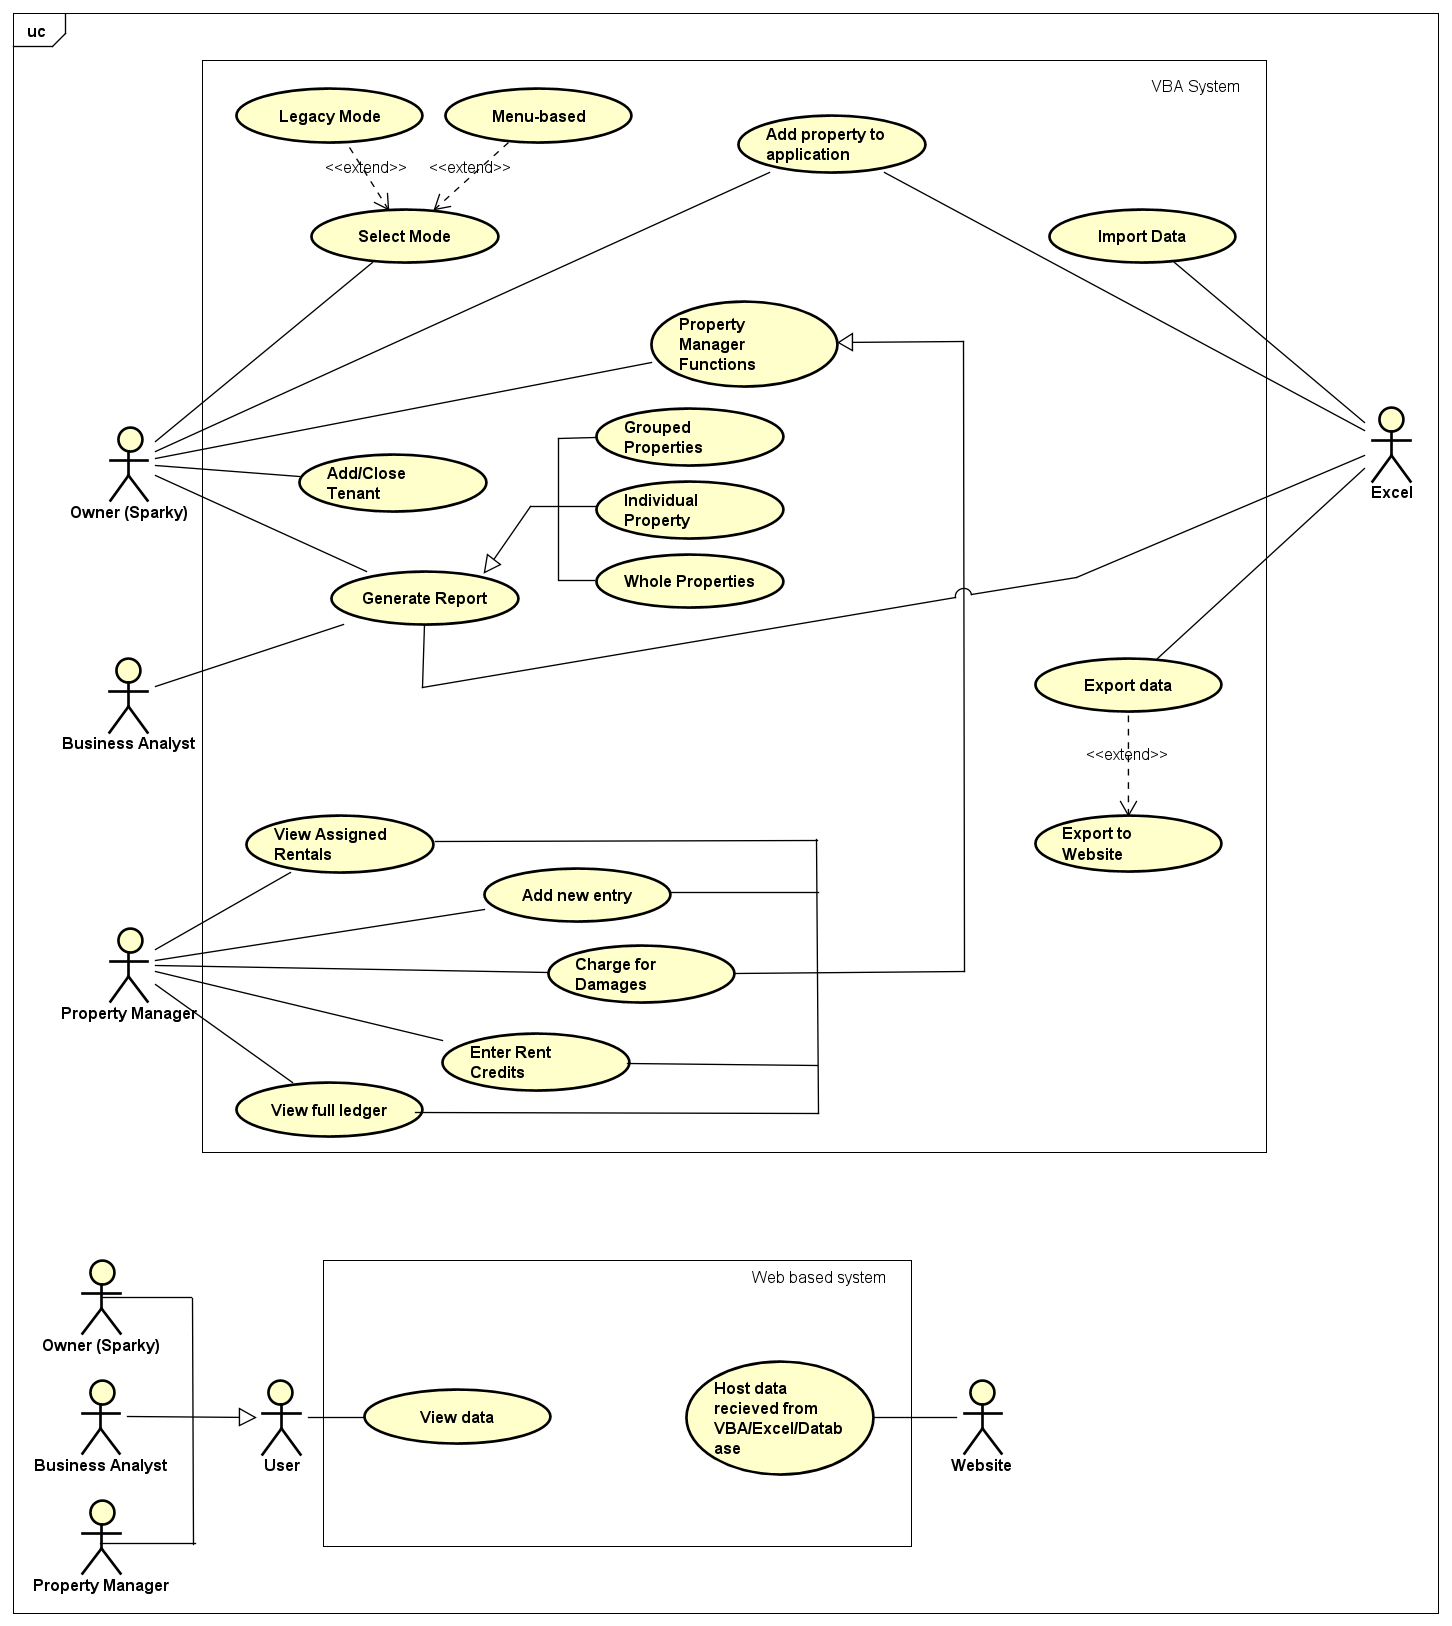 uc
VBA System
Legacy Mode
Menu-based
Add property to
application
<<extend>>
<<extend>>
Select Mode
Import Data
Property
Manager
Functions
Grouped
Properties
Add/Close
Tenant
Excel
Owner (Sparky)
Individual
Property
Whole Properties
Generate Report
Export data
Business Analyst
<<extend>>
View Assigned
Rentals
Export to
Website
Add new entry
Charge for
Damages
Property Manager
Enter Rent
Credits
View full ledger
Web based system
Owner (Sparky)
Host data
recieved from
VBA/Excel/Datab
ase
View data
Business Analyst
User
Website
Property Manager